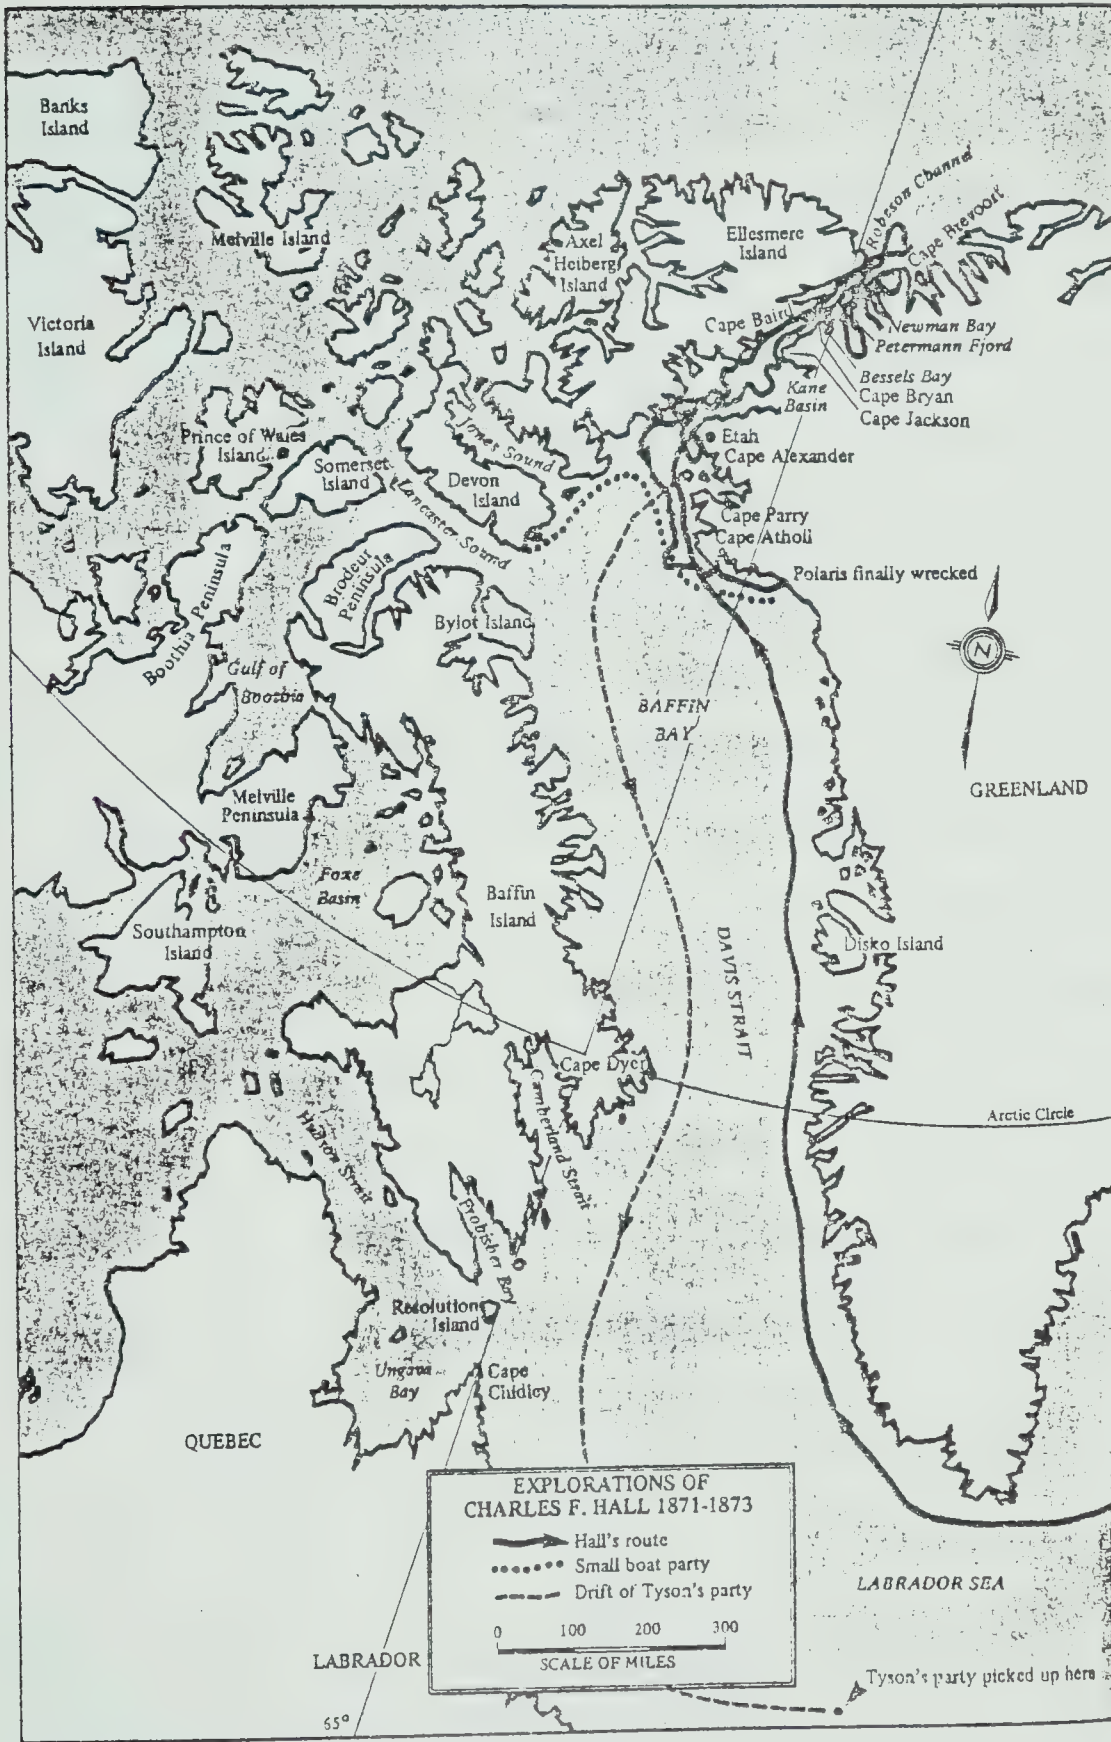 Banks
Island
Melville Island
Axel
Heiberg
Island
Ellesmere
Island
Robeson Channel
Cape Brevoort
Victoria
Island
Cape Baird
Newman Bay
Petermann Fjord
Bessels Bay
Cape Bryan
Cape Jackson
Kane
Basin
Prince of Wales
Island
Somerset
Island
Jones Sound
Devon
Island
Lancaster Sound
Etah
Cape Alexander
Cape Parry
Cape Atholl
Polaris finally wrecked
Boothia Peninsula
Brodeur
Peninsula
Bylot Island
N
Gulf of
Boothia
BAFFIN
BAY
GREENLAND
Melville
Peninsula
Foxe
Basin
Baffin
Island
Southampton
Island
DAVIS STRAIT
Disko Island
Cape Dyer
Cumberland Strait
Arctic Circle
Hudson Strait
Frobisher Bay
Resolution
Island
Ungava
Bay
Cape
Chidley
QUEBEC
EXPLORATIONS OF
CHARLES F. HALL 1871-1873
Hall's route
Small boat party
Drift of Tyson's party
0 100 200 300
SCALE OF MILES
LABRADOR SEA
LABRADOR
Tyson's party picked up here
65°